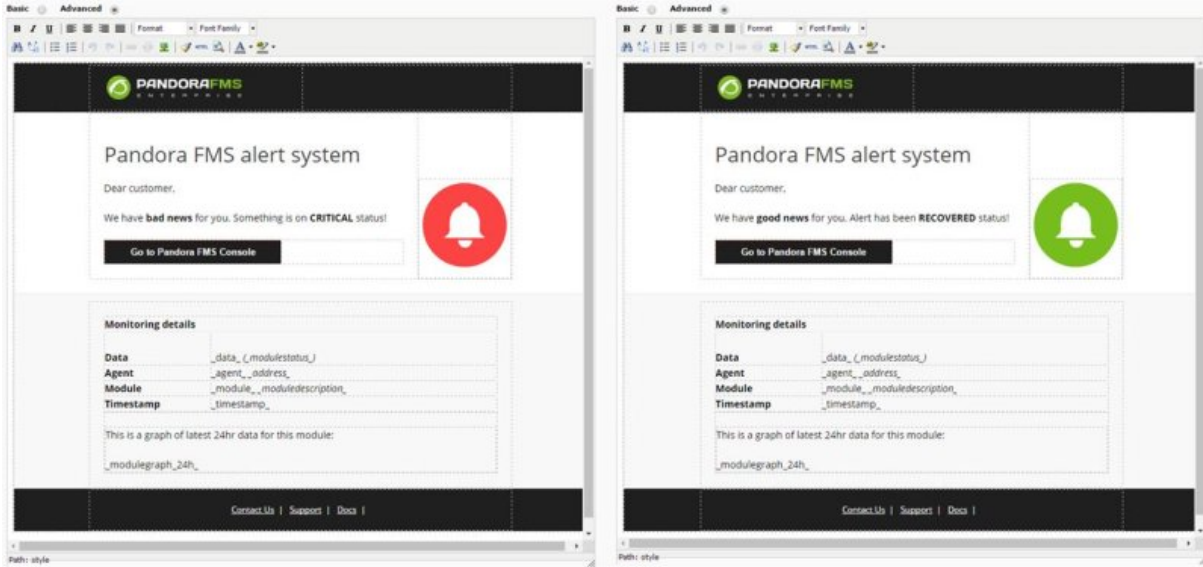 Basic Advanced
B I U Format Font Family
HTML A
PANDORAFMS
ENTERPRISE
Pandora FMS alert system
Dear customer,
We have bad news for you. Something is on CRITICAL status!
Go to Pandora FMS Console
Monitoring details
Data _data_ (_modulestatus_)
Agent _agent_ _address_
Module _module_ _moduledescription_
Timestamp _timestamp_
This is a graph of latest 24hr data for this module:
_modulegraph_24h_
Contact Us | Support | Docs |
Path: style
Basic Advanced
B I U Format Font Family
HTML A
PANDORAFMS
ENTERPRISE
Pandora FMS alert system
Dear customer,
We have good news for you. Alert has been RECOVERED status!
Go to Pandora FMS Console
Monitoring details
Data _data_ (_modulestatus_)
Agent _agent_ _address_
Module _module_ _moduledescription_
Timestamp _timestamp_
This is a graph of latest 24hr data for this module:
_modulegraph_24h_
Contact Us | Support | Docs |
Path: style